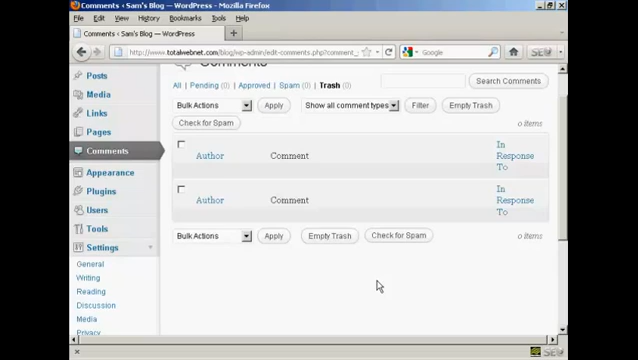 Comments ‹ Sam's Blog — WordPress - Mozilla Firefox
File Edit View History Bookmarks Tools Help
Comments ‹ Sam's Blog — WordPress
http://www.totalwebnet.com/blog/wp-admin/edit-comments.php?comment_
Google
SEO
Comments
Posts
Media
Links
Pages
Comments
Appearance
Plugins
Users
Tools
Settings
General
Writing
Reading
Discussion
Media
Privacy
All | Pending (0) | Approved | Spam (0) | Trash (0)
Search Comments
Bulk Actions Apply Show all comment types Filter Empty Trash
Check for Spam 0 items
Author Comment In Response To
Author Comment In Response To
Bulk Actions Apply Empty Trash Check for Spam 0 items
SEO